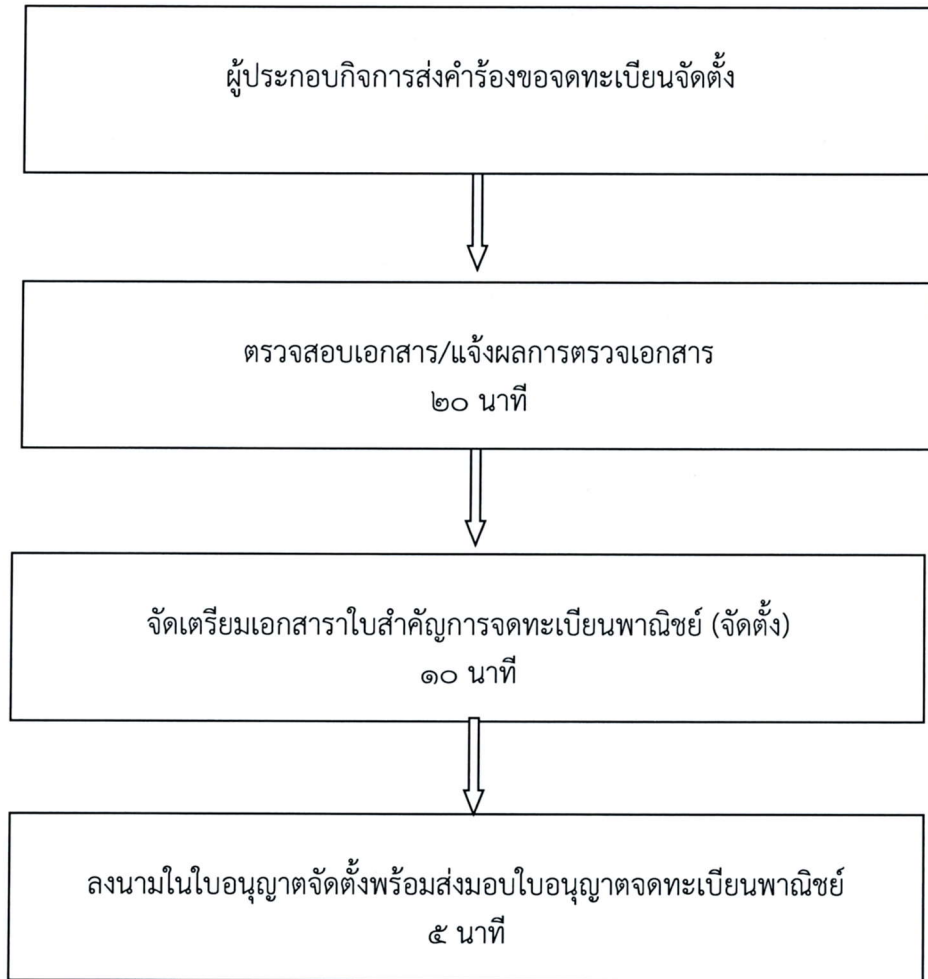 ผู้ประกอบกิจการส่งคำร้องขอจดทะเบียนจัดตั้ง
ตรวจสอบเอกสาร/แจ้งผลการตรวจเอกสาร
๒๐ นาที
จัดเตรียมเอกสาราใบสำคัญการจดทะเบียนพาณิชย์ (จัดตั้ง)
๑๐ นาที
ลงนามในใบอนุญาตจัดตั้งพร้อมส่งมอบใบอนุญาตจดทะเบียนพาณิชย์
๕ นาที